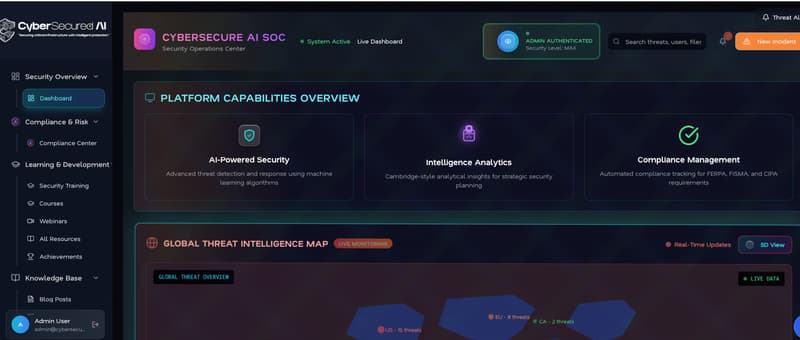 CyberSecured AI
"Securing critical infrastructure with intelligent protection"
Security Overview
Dashboard
Compliance & Risk
Compliance Center
Learning & Development
Security Training
Courses
Webinars
All Resources
Achievements
Knowledge Base
Blog Posts
A
Admin User
admin@cybersecu...
Threat Al
CYBERSECURE AI SOC
Security Operations Center
System Active
Live Dashboard
ADMIN AUTHENTICATED
Security Level: MAX
Search threats, users, files
New Incident
PLATFORM CAPABILITIES OVERVIEW
AI-Powered Security
Advanced threat detection and response using machine
learning algorithms
Intelligence Analytics
Cambridge-style analytical insights for strategic security
planning
Compliance Management
Automated compliance tracking for FERPA, FISMA, and CIPA
requirements
GLOBAL THREAT INTELLIGENCE MAP
LIVE MONITORING
Real-Time Updates
3D View
GLOBAL THREAT OVERVIEW
LIVE DATA
US - 15 threats
EU - 8 threats
CA - 2 threats